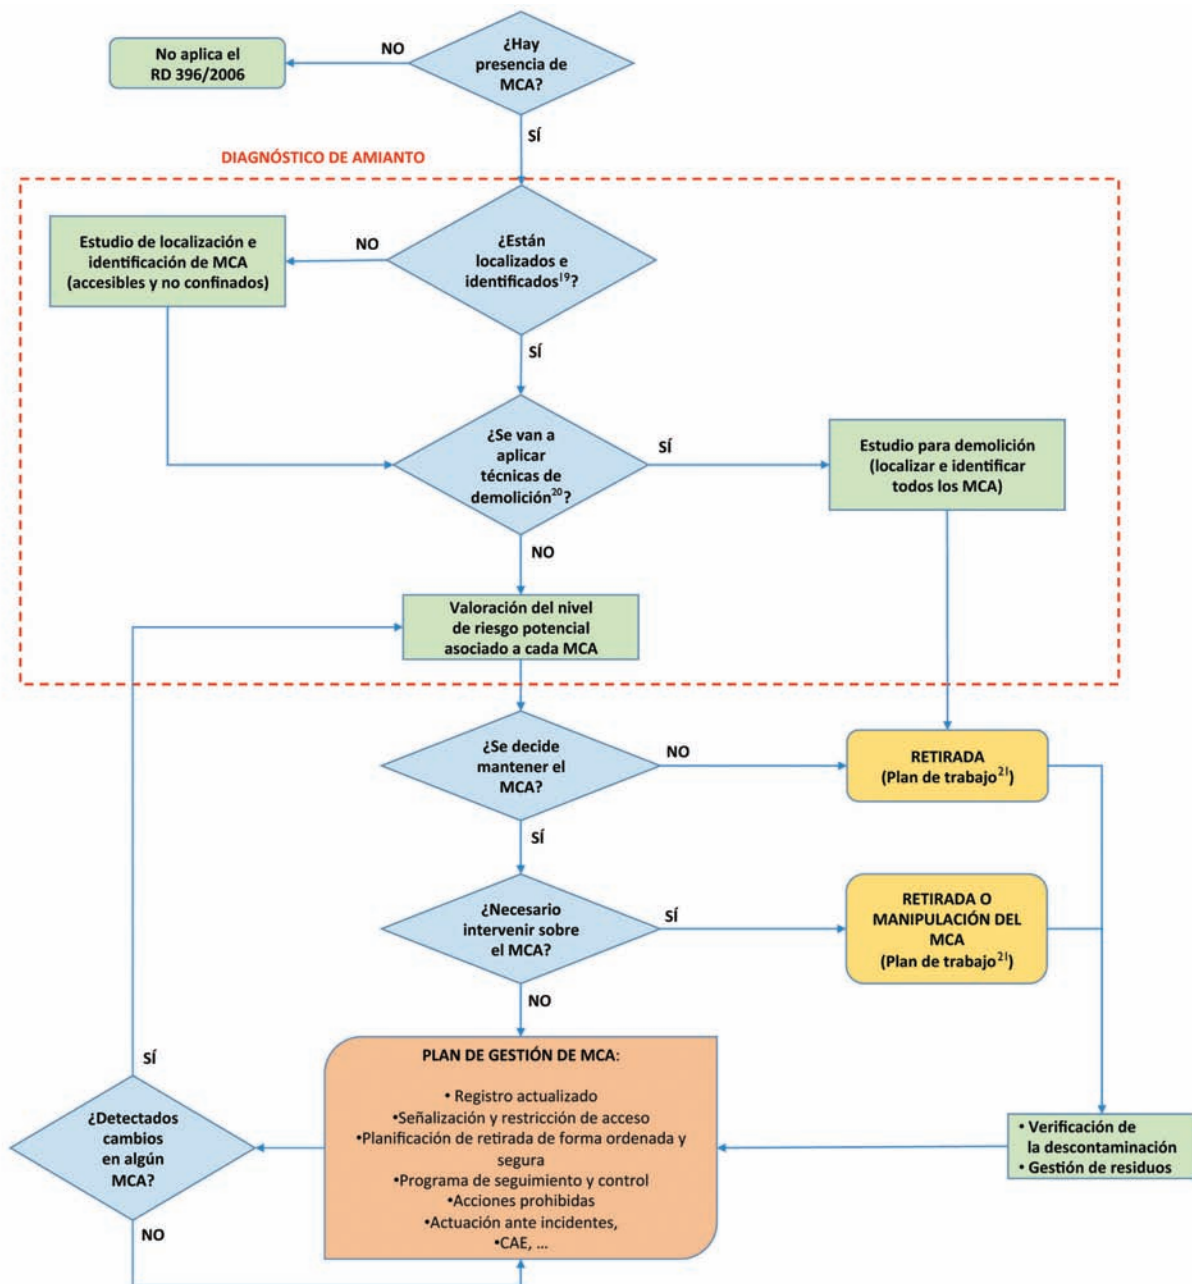 ¿Hay
presencia de
MCA?
NO
No aplica el
RD 396/2006
SÍ
DIAGNÓSTICO DE AMIANTO
¿Están
localizados e
identificados¹⁹?
NO
Estudio de localización e
identificación de MCA
(accesibles y no confinados)
SÍ
¿Se van a
aplicar
técnicas de
demolición²⁰?
SÍ
Estudio para demolición
(localizar e identificar
todos los MCA)
NO
Valoración del nivel
de riesgo potencial
asociado a cada MCA
¿Se decide
mantener el
MCA?
NO
RETIRADA
(Plan de trabajo²¹)
SÍ
¿Necesario
intervenir sobre
el MCA?
SÍ
RETIRADA O
MANIPULACIÓN DEL
MCA
(Plan de trabajo²¹)
NO
PLAN DE GESTIÓN DE MCA:
• Registro actualizado
•Señalización y restricción de acceso
•Planificación de retirada de forma ordenada y
segura
•Programa de seguimiento y control
•Acciones prohibidas
•Actuación ante incidentes,
•CAE, ...
SÍ
¿Detectados
cambios
en algún
MCA?
NO
• Verificación de
la descontaminación
• Gestión de residuos